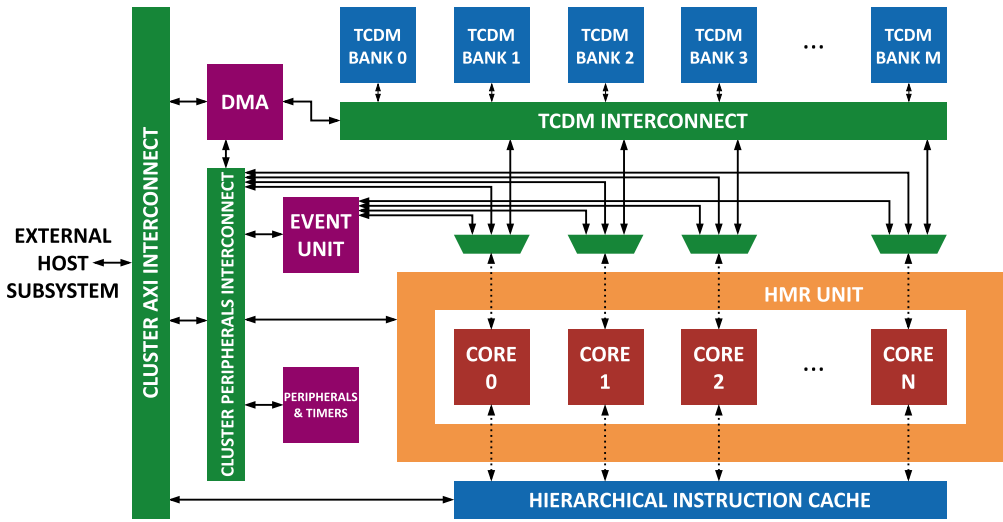 TCDM
BANK 0
TCDM
BANK 1
TCDM
BANK 2
TCDM
BANK 3
...
TCDM
BANK M
DMA
TCDM INTERCONNECT
CLUSTER AXI INTERCONNECT
CLUSTER PERIPHERALS INTERCONNECT
EVENT
UNIT
EXTERNAL
HOST
SUBSYSTEM
HMR UNIT
CORE
0
CORE
1
CORE
2
...
CORE
N
PERIPHERALS
& TIMERS
HIERARCHICAL INSTRUCTION CACHE